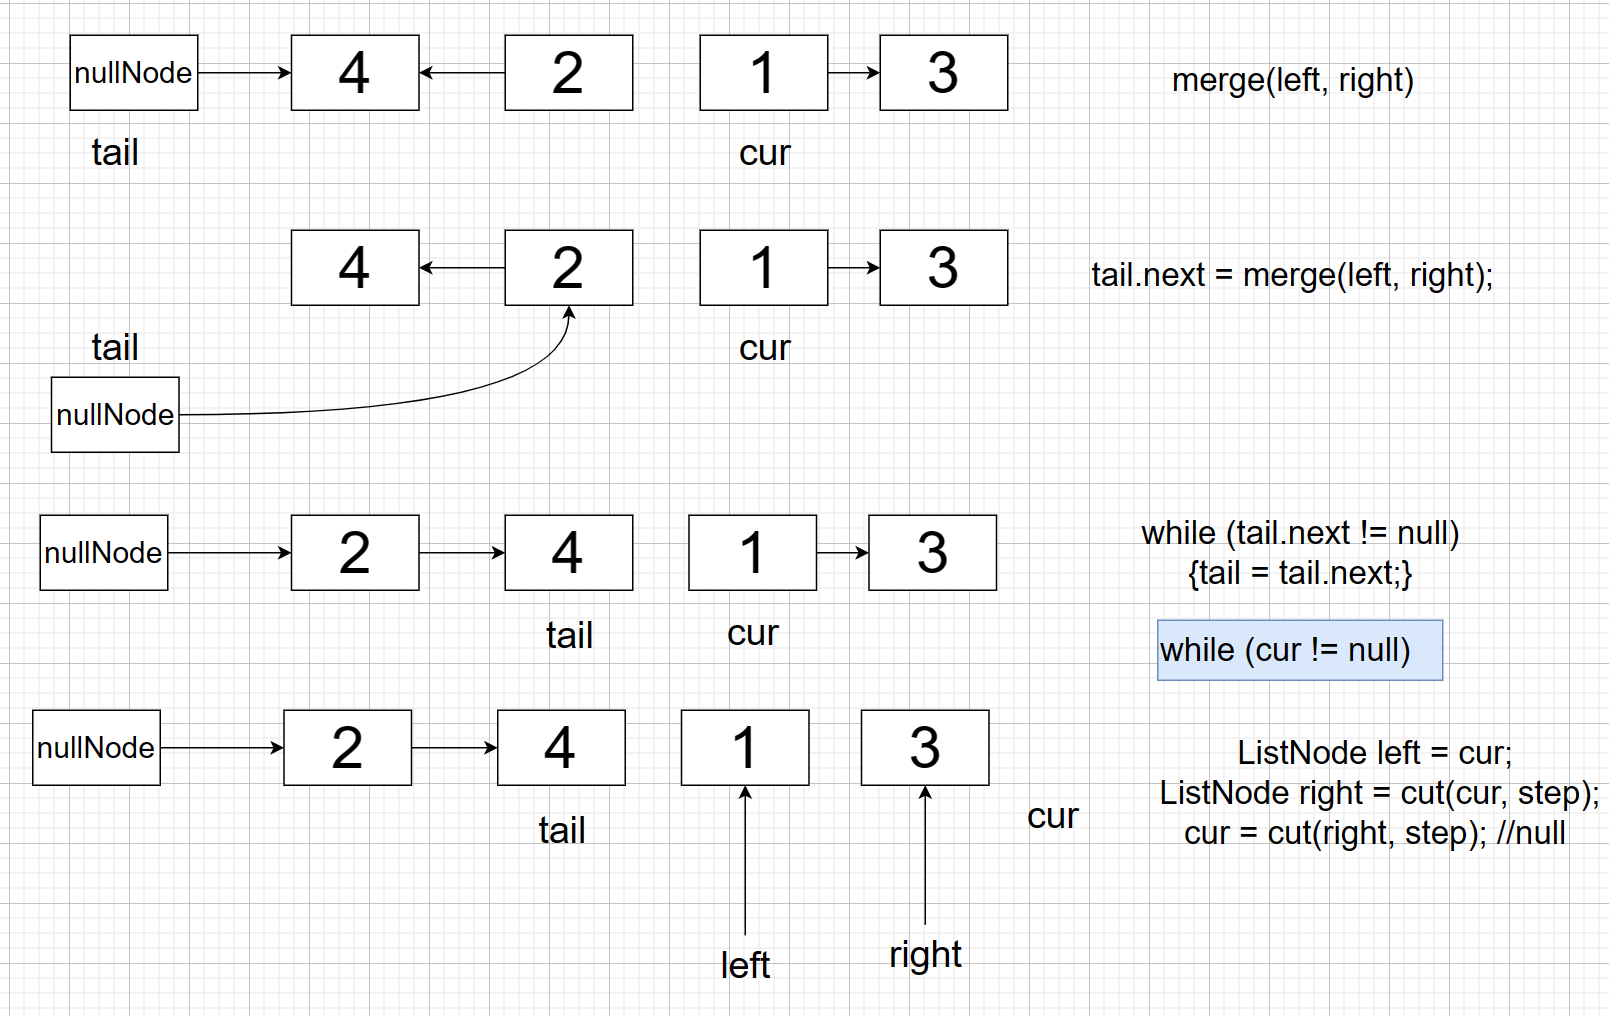 nullNode 4 2 1 3 merge(left, right)
tail cur
4 2 1 3 tail.next = merge(left, right);
tail cur
nullNode
nullNode 2 4 1 3 while (tail.next != null)
{tail = tail.next;}
tail cur
while (cur != null)
nullNode 2 4 1 3 ListNode left = cur;
ListNode right = cut(cur, step);
tail cur cur = cut(right, step); //null
left right